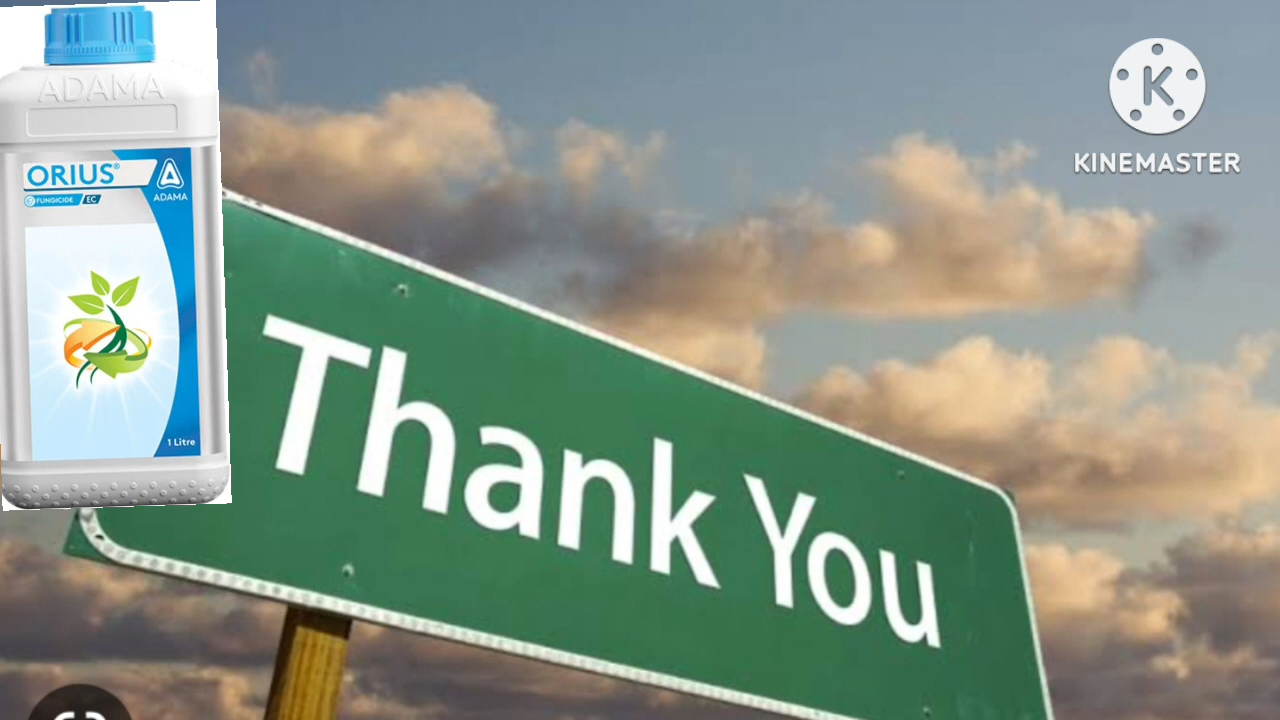 ADAMA
ORIUS®
ADAMA
FUNGICIDE EC
1 Litre
Thank You
KINEMASTER